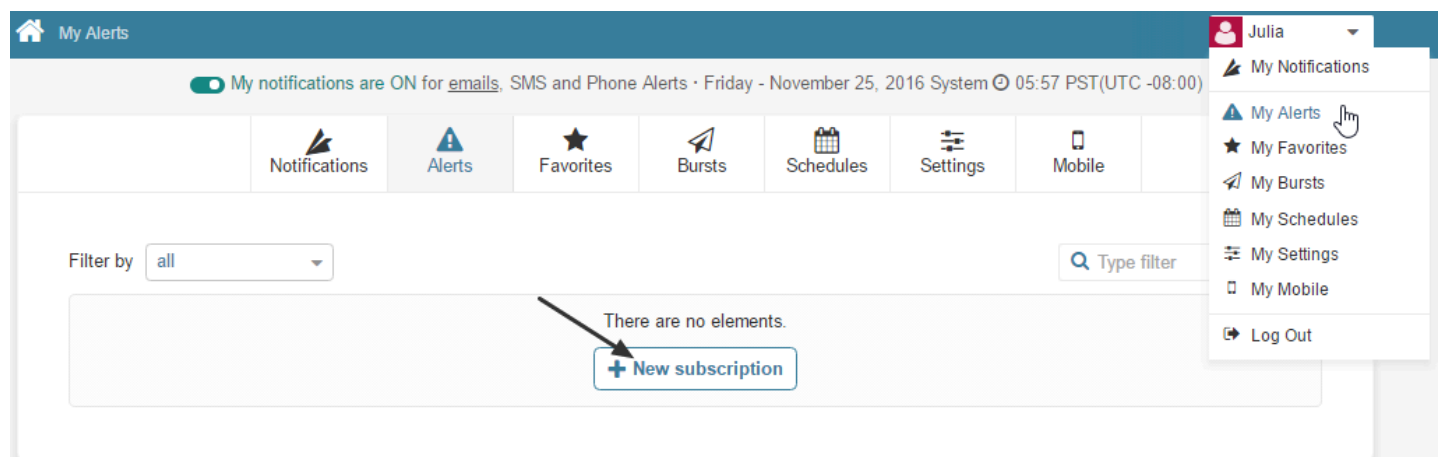 My Alerts
Julia
My notifications are ON for emails, SMS and Phone Alerts · Friday - November 25, 2016 System 05:57 PST(UTC -08:00)
Notifications
Alerts
Favorites
Bursts
Schedules
Settings
Mobile
Filter by all
Type filter
There are no elements.
New subscription
My Notifications
My Alerts
My Favorites
My Bursts
My Schedules
My Settings
My Mobile
Log Out